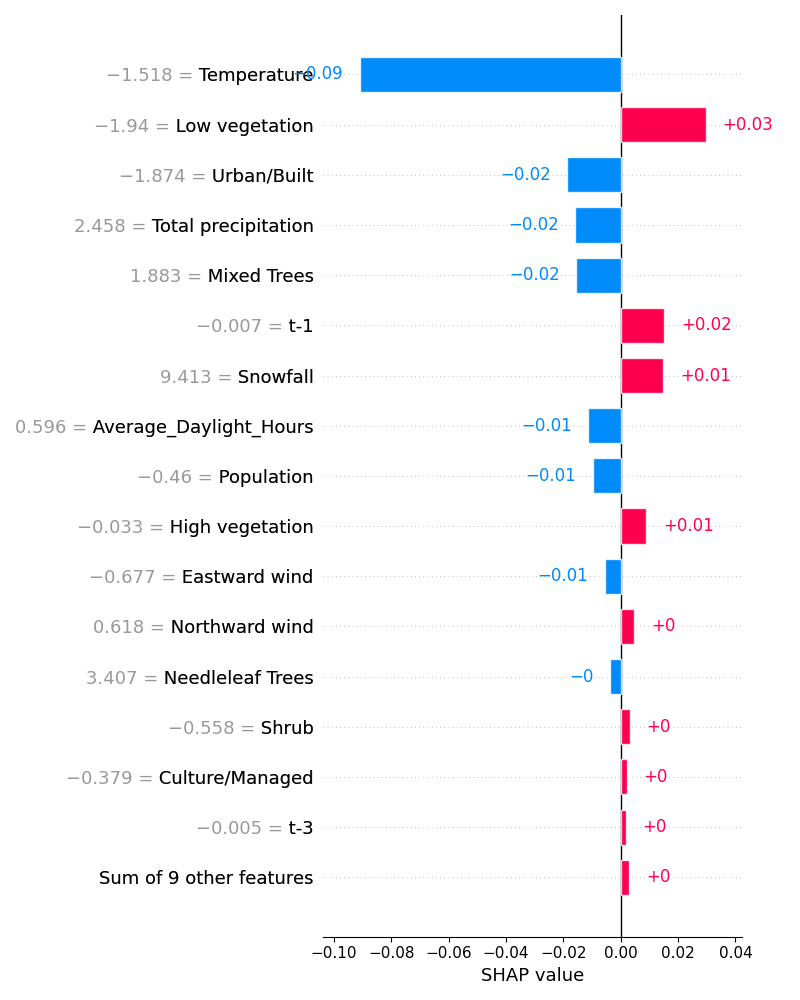 −1.518 = Temperature −0.09
−1.94 = Low vegetation +0.03
−1.874 = Urban/Built −0.02
2.458 = Total precipitation −0.02
1.883 = Mixed Trees −0.02
−0.007 = t-1 +0.02
9.413 = Snowfall +0.01
0.596 = Average_Daylight_Hours −0.01
−0.46 = Population −0.01
−0.033 = High vegetation +0.01
−0.677 = Eastward wind −0.01
0.618 = Northward wind +0
3.407 = Needleleaf Trees −0
−0.558 = Shrub +0
−0.379 = Culture/Managed +0
−0.005 = t-3 +0
Sum of 9 other features +0
−0.10 −0.08 −0.06 −0.04 −0.02 0.00 0.02 0.04
SHAP value